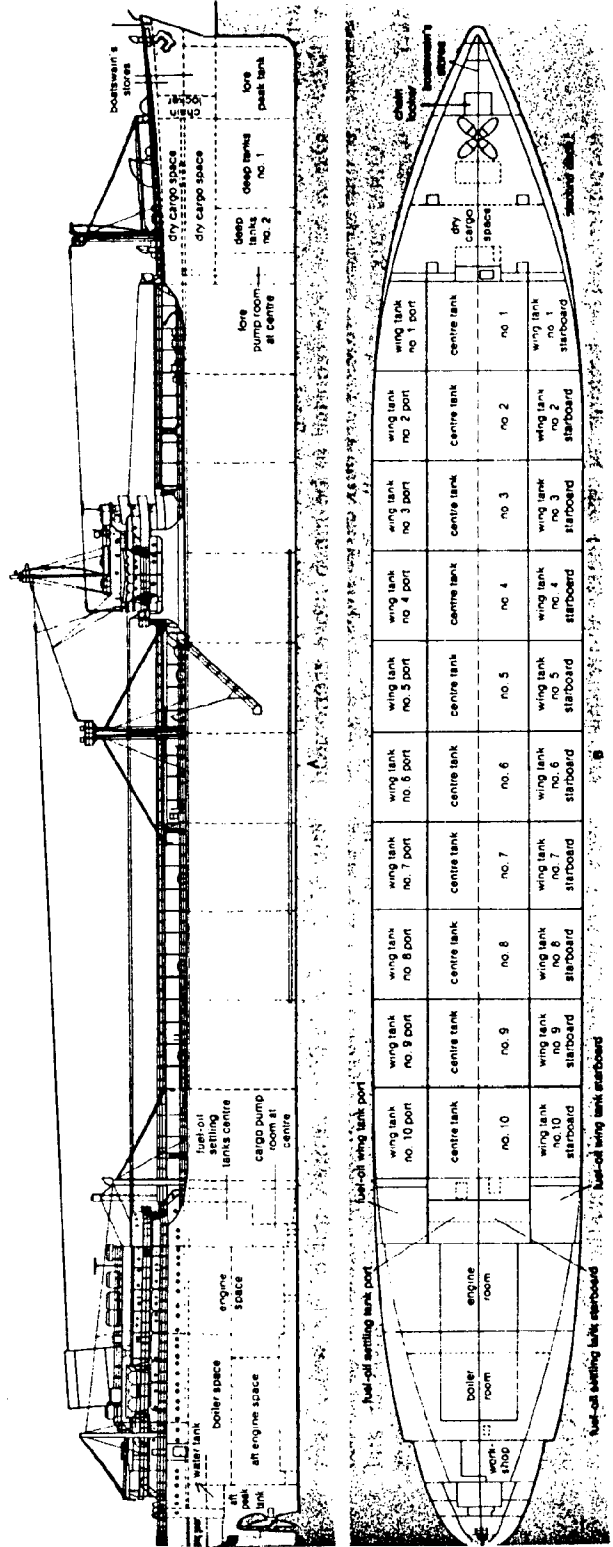 boatswain's
stores
chain
locker
fore
peak tank
dry cargo space
dry cargo space
deep tanks
no. 1
deep
tanks
no. 2
fore
pump room
at centre
A
fuel-oil
settling
tanks centre
cargo pump
room at
centre
engine
space
boiler space
aft engine space
water tank
aft
peak
tank
boatswain's
stores
chain
locker
dry
cargo
space
wing tank
no 1 port
centre tank
no 1
wing tank
no 1
starboard
wing tank
no 2 port
centre tank
no 2
wing tank
no 2
starboard
wing tank
no 3 port
centre tank
no 3
wing tank
no 3
starboard
wing tank
no 4 port
centre tank
no 4
wing tank
no. 4
starboard
wing tank
no. 5 port
centre tank
no. 5
wing tank
no 5
starboard
wing tank
no. 6 port
centre tank
no. 6
wing tank
no. 6
starboard
B
wing tank
no. 7 port
centre tank
no. 7
wing tank
no. 7
starboard
wing tank
no 8 port
centre tank
no. 8
wing tank
no 8
starboard
wing tank
no. 9 port
centre tank
no. 9
wing tank
no 9
starboard
wing tank
no. 10 port
centre tank
no. 10
wing tank
no. 10
starboard
fuel-oil wing tank port
fuel-oil wing tank starboard
fuel-oil settling tank port
fuel-oil settling tank starboard
engine
room
boiler
room
work-
shop